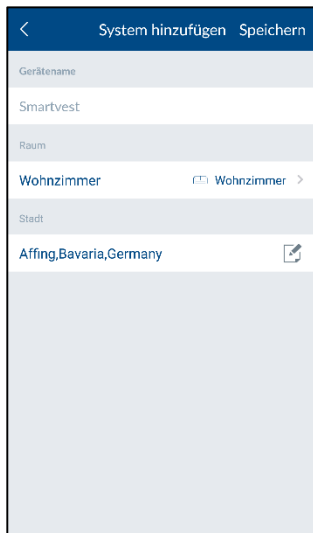 System hinzufügen Speichern
Gerätename
Smartvest
Raum
Wohnzimmer Wohnzimmer
Stadt
Affing,Bavaria,Germany